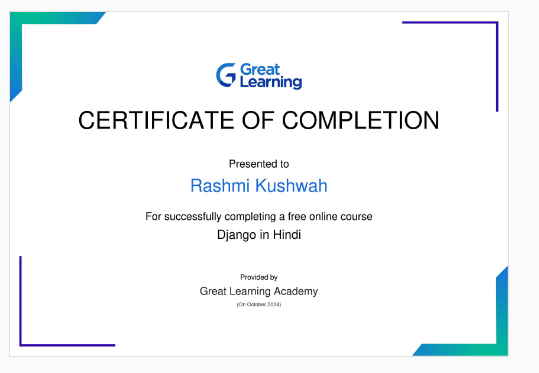 Great
Learning
CERTIFICATE OF COMPLETION
Presented to
Rashmi Kushwah
For successfully completing a free online course
Django in Hindi
Provided by
Great Learning Academy
(On October 2024)